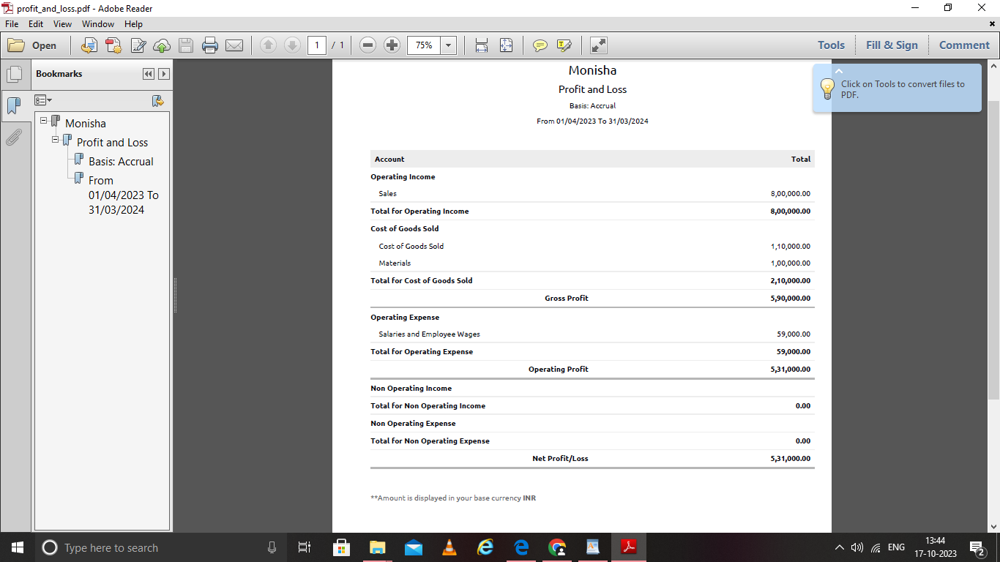 profit_and_loss.pdf - Adobe Reader
File Edit View Window Help
Open 1 / 1 75% Tools Fill & Sign Comment
Bookmarks
Monisha
Profit and Loss
Basis: Accrual
From
01/04/2023 To
31/03/2024
Click on Tools to convert files to
PDF.
Monisha
Profit and Loss
Basis: Accrual
From 01/04/2023 To 31/03/2024
Account Total
Operating Income
Sales 8,00,000.00
Total for Operating Income 8,00,000.00
Cost of Goods Sold
Cost of Goods Sold 1,10,000.00
Materials 1,00,000.00
Total for Cost of Goods Sold 2,10,000.00
Gross Profit 5,90,000.00
Operating Expense
Salaries and Employee Wages 59,000.00
Total for Operating Expense 59,000.00
Operating Profit 5,31,000.00
Non Operating Income
Total for Non Operating Income 0.00
Non Operating Expense
Total for Non Operating Expense 0.00
Net Profit/Loss 5,31,000.00
**Amount is displayed in your base currency INR
Type here to search
ENG
13:44
17-10-2023
2